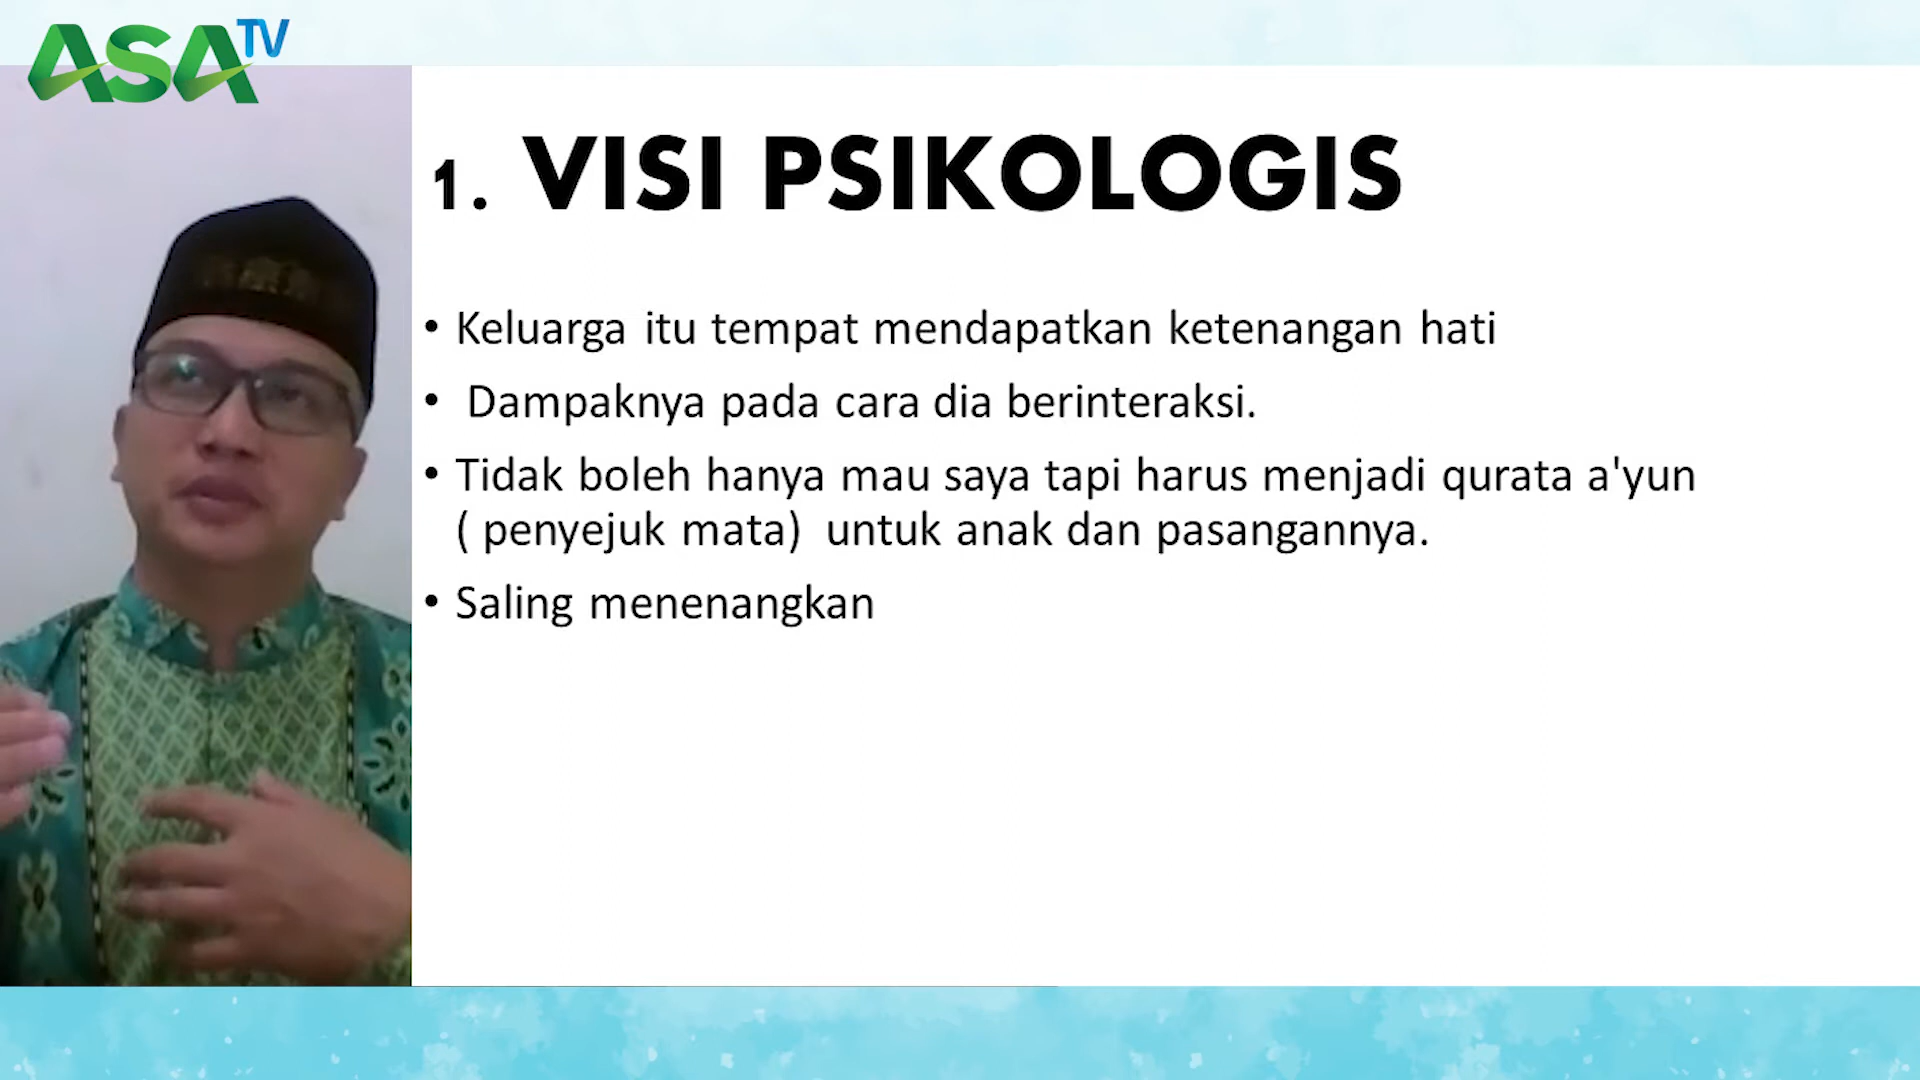 ASA TV
1. VISI PSIKOLOGIS
• Keluarga itu tempat mendapatkan ketenangan hati
• Dampaknya pada cara dia berinteraksi.
• Tidak boleh hanya mau saya tapi harus menjadi qurata a'yun
( penyejuk mata) untuk anak dan pasangannya.
• Saling menenangkan